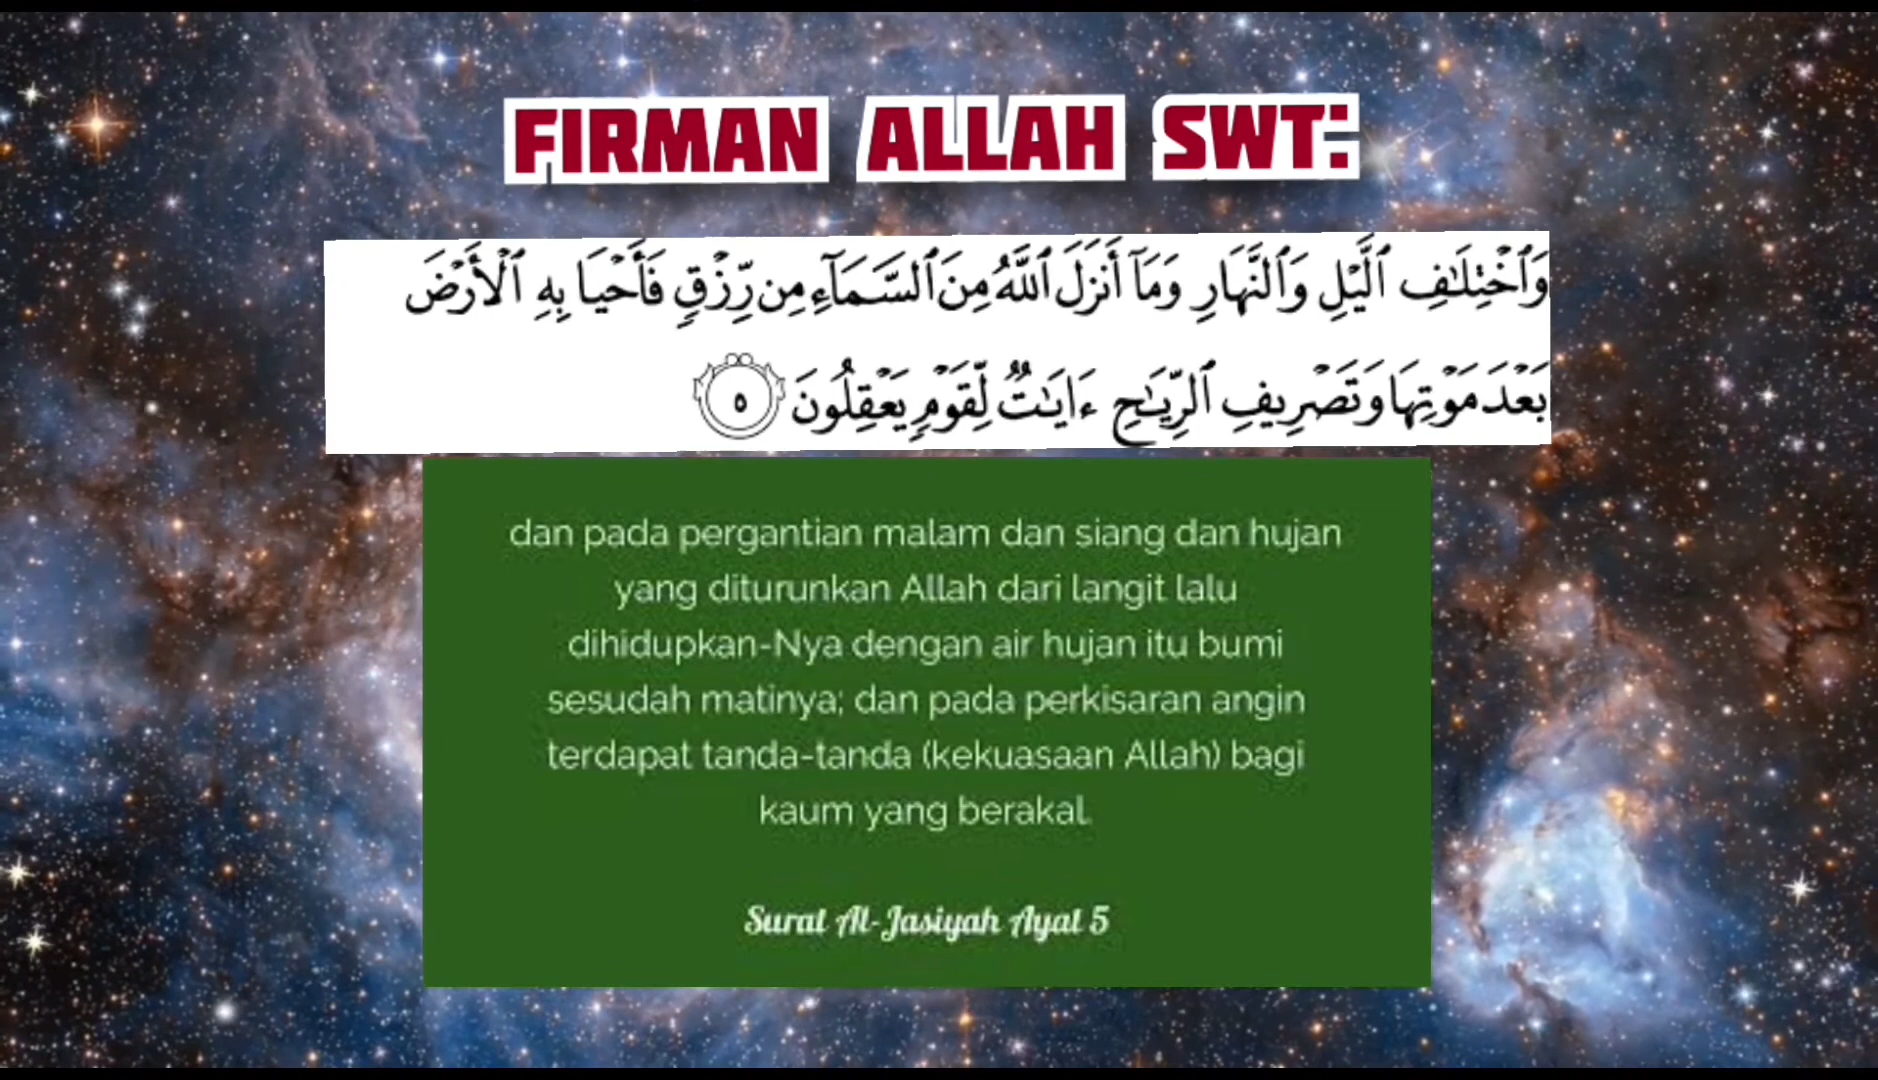 FIRMAN ALLAH SWT:
وَٱخْتِلَـٰفِ ٱلَّيْلِ وَٱلنَّهَارِ وَمَآ أَنزَلَ ٱللَّهُ مِنَ ٱلسَّمَآءِ مِن رِّزْقٍ فَأَحْيَا بِهِ ٱلْأَرْضَ
بَعْدَ مَوْتِهَا وَتَصْرِيفِ ٱلرِّيَـٰحِ ءَايَـٰتٌ لِّقَوْمٍ يَعْقِلُونَ ٥
dan pada pergantian malam dan siang dan hujan
yang diturunkan Allah dari langit lalu
dihidupkan-Nya dengan air hujan itu bumi
sesudah matinya; dan pada perkisaran angin
terdapat tanda-tanda (kekuasaan Allah) bagi
kaum yang berakal.
Surat Al-Jasiyah Ayat 5